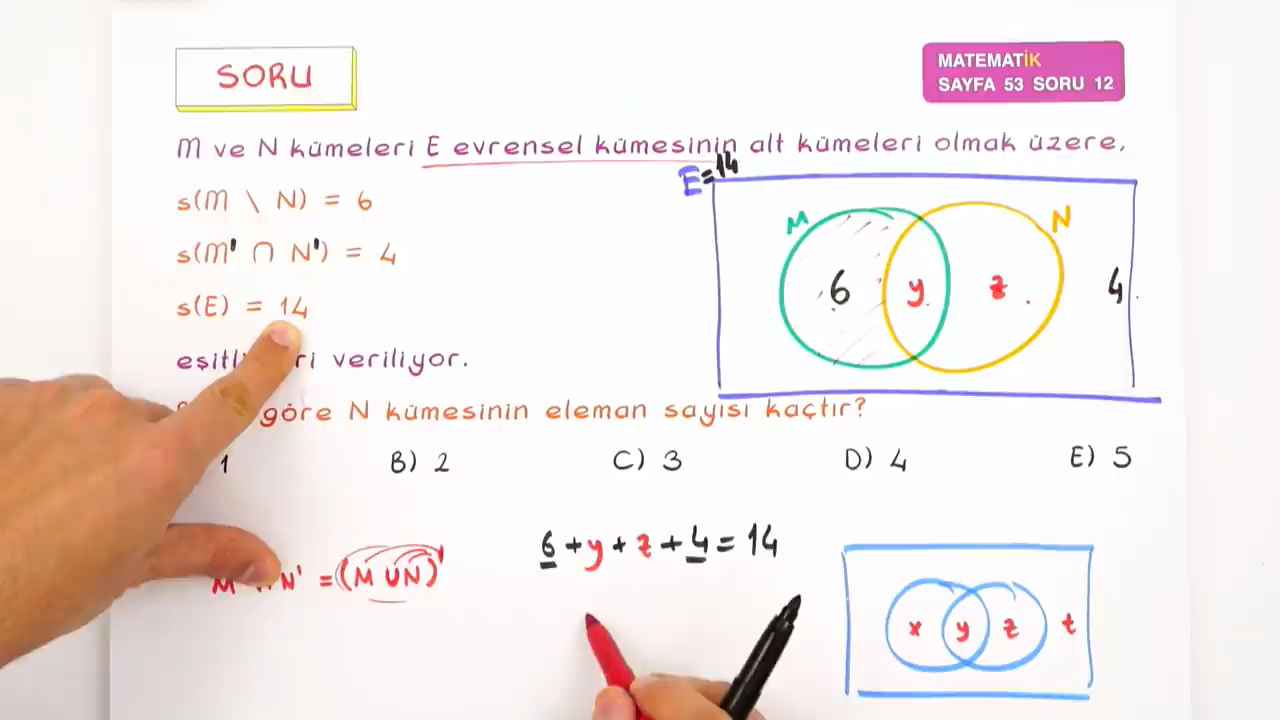 SORU
MATEMATİK
SAYFA 53 SORU 12
M ve N kümeleri E evrensel kümesinin alt kümeleri olmak üzere,
s(M \ N) = 6
s(M' ∩ N') = 4
s(E) = 14
veriliyor.
göre N kümesinin eleman sayısı kaçtır?
1
B) 2
C) 3
D) 4
E) 5
E = 14
M
N
6
y
z
4
6 + y + z + 4 = 14
N' = (M ∪ N)'
x
y
z
t